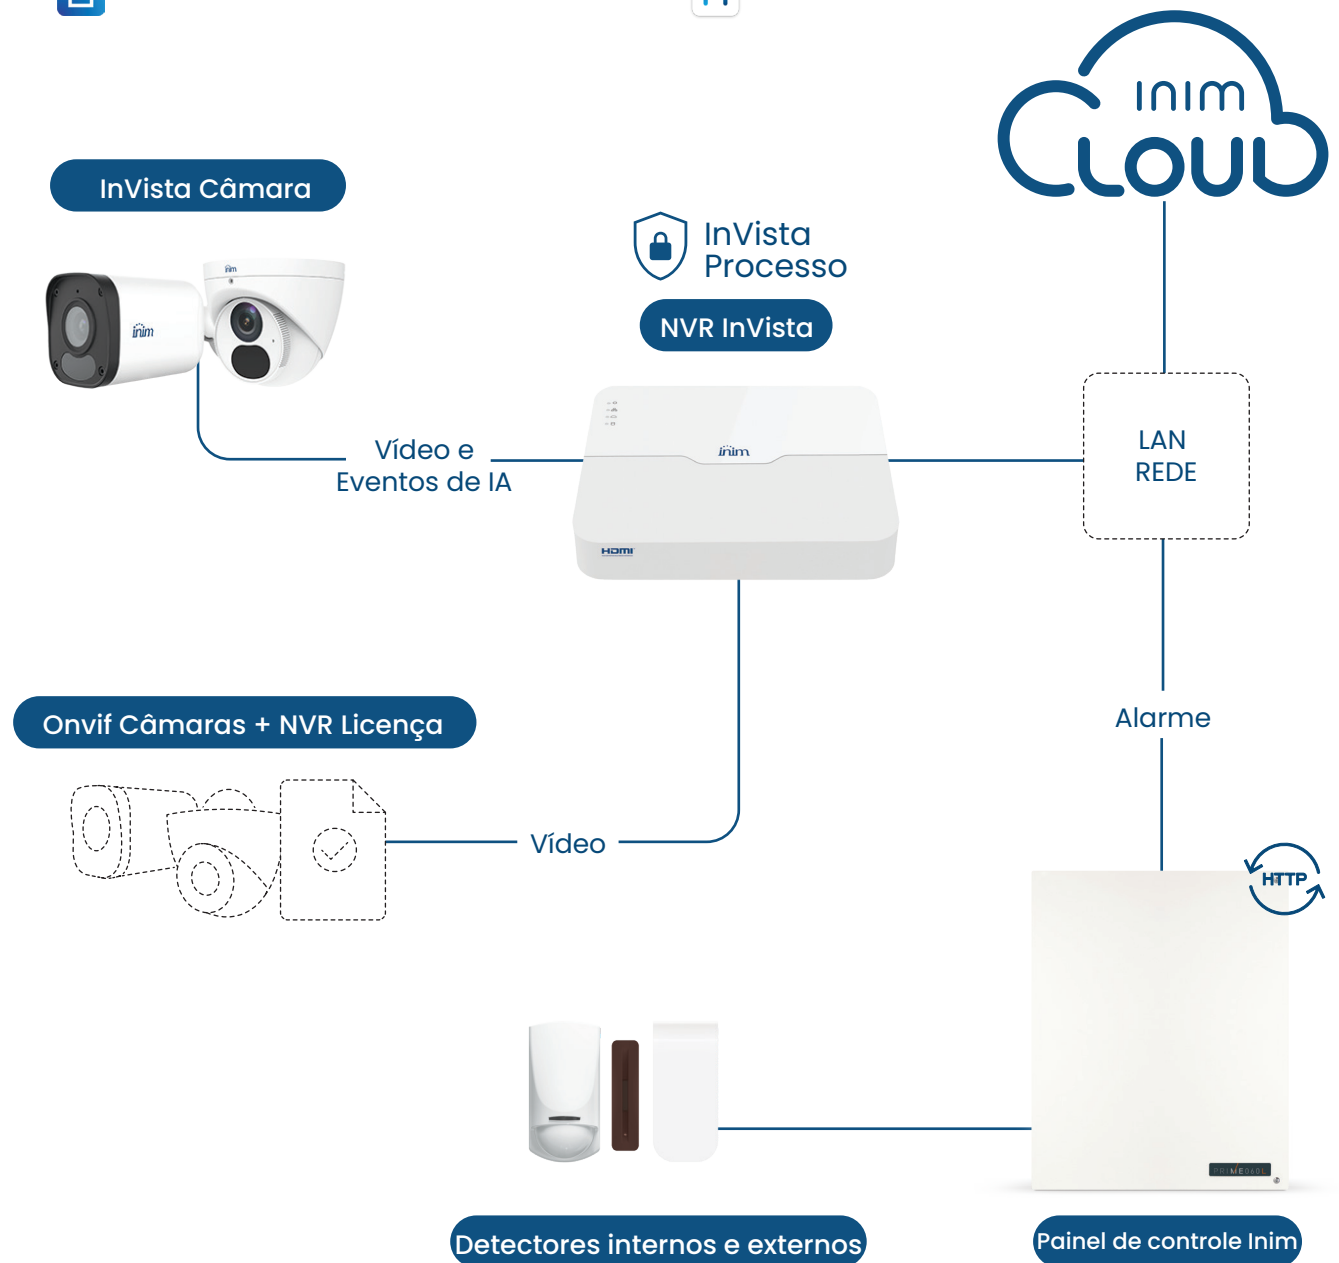 INIM
CLOUD
InVista Câmara
InVista
Processo
NVR InVista
inim
inim
inim
HDMI
LAN
REDE
Vídeo e
Eventos de IA
Onvif Câmaras + NVR Licença
Alarme
Vídeo
HTTP
PRIME060L
Detectores internos e externos
Painel de controle Inim